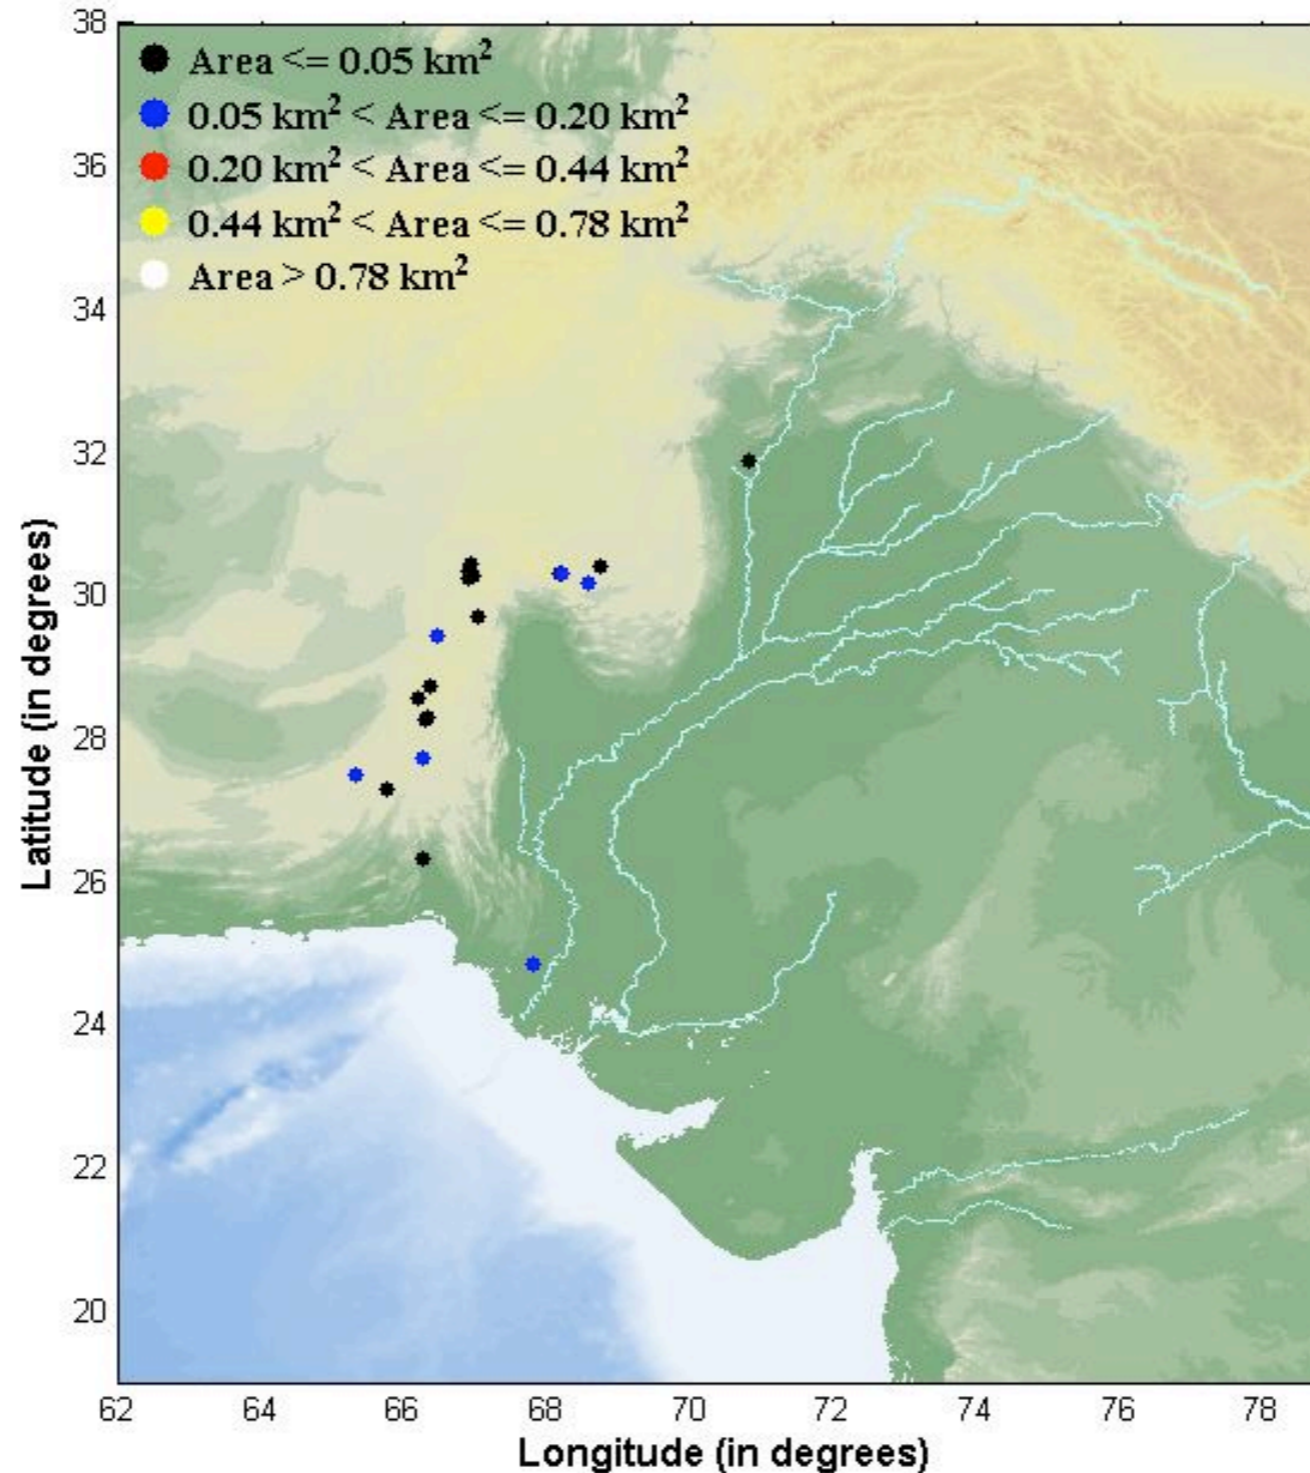 38
36
34
32
30
28
26
24
22
20
Latitude (in degrees)
Area <= 0.05 km²
0.05 km² < Area <= 0.20 km²
0.20 km² < Area <= 0.44 km²
0.44 km² < Area <= 0.78 km²
Area > 0.78 km²
62 64 66 68 70 72 74 76 78
Longitude (in degrees)